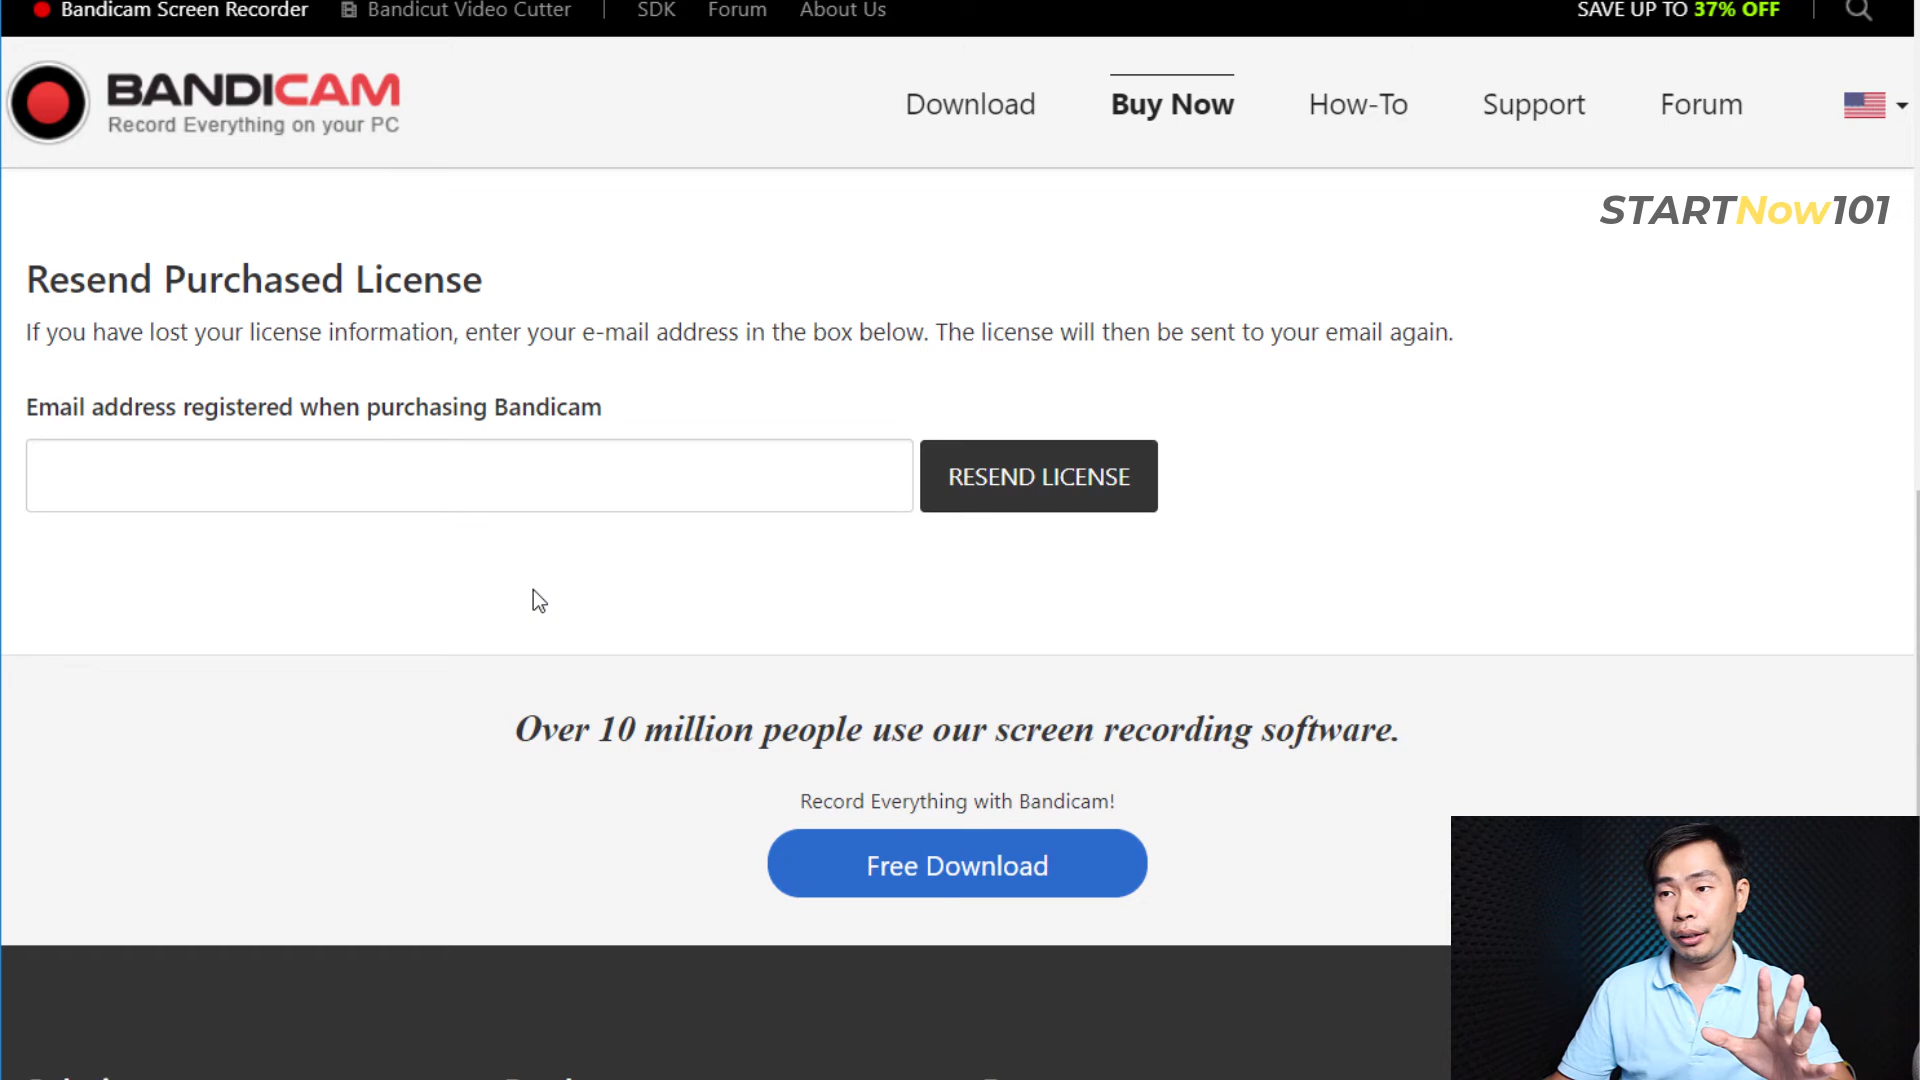 Bandicam Screen Recorder Bandicut Video Cutter SDK Forum About Us SAVE UP TO 37% OFF
BANDICAM
Record Everything on your PC
Download Buy Now How-To Support Forum
STARTNow101
Resend Purchased License
If you have lost your license information, enter your e-mail address in the box below. The license will then be sent to your email again.
Email address registered when purchasing Bandicam
RESEND LICENSE
Over 10 million people use our screen recording software.
Record Everything with Bandicam!
Free Download